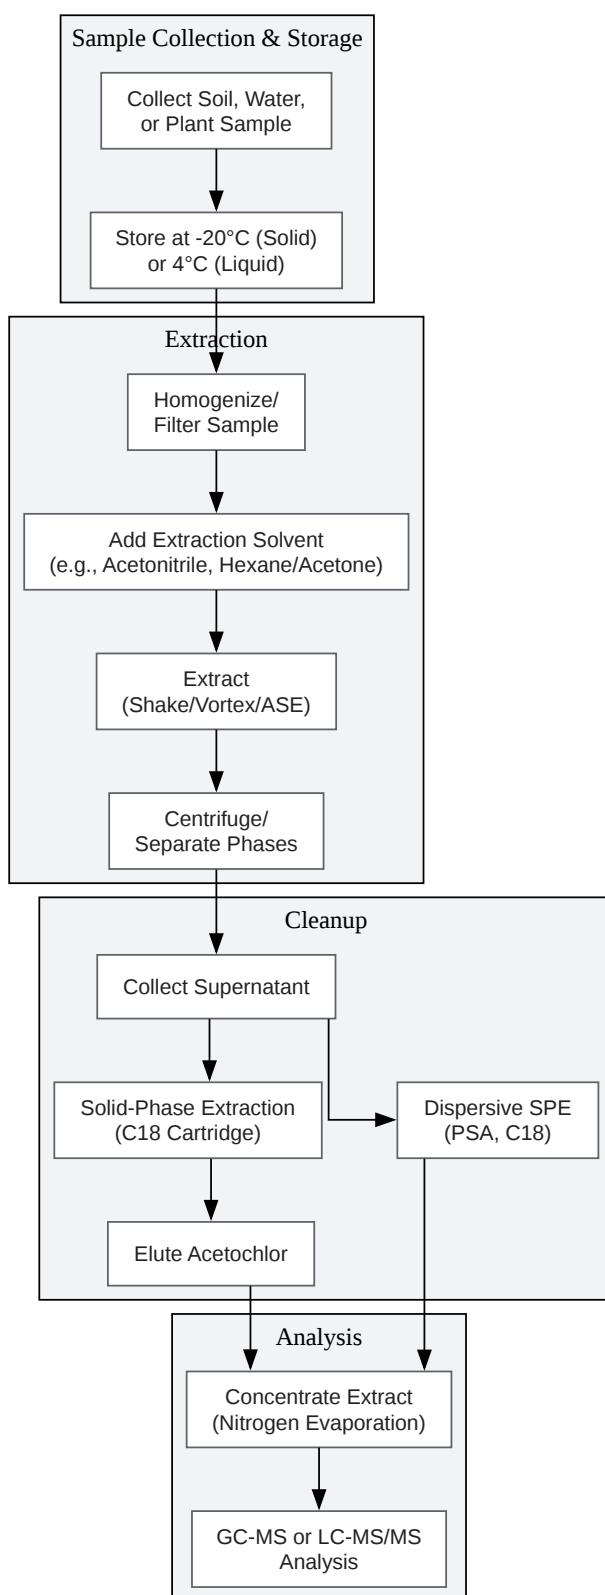 Sample Collection & Storage
Collect Soil, Water,
or Plant Sample
Store at -20°C (Solid)
or 4°C (Liquid)
Extraction
Homogenize/
Filter Sample
Add Extraction Solvent
(e.g., Acetonitrile, Hexane/Acetone)
Extract
(Shake/Vortex/ASE)
Centrifuge/
Separate Phases
Cleanup
Collect Supernatant
Solid-Phase Extraction
(C18 Cartridge)
Dispersive SPE
(PSA, C18)
Elute Acetochlor
Analysis
Concentrate Extract
(Nitrogen Evaporation)
GC-MS or LC-MS/MS
Analysis